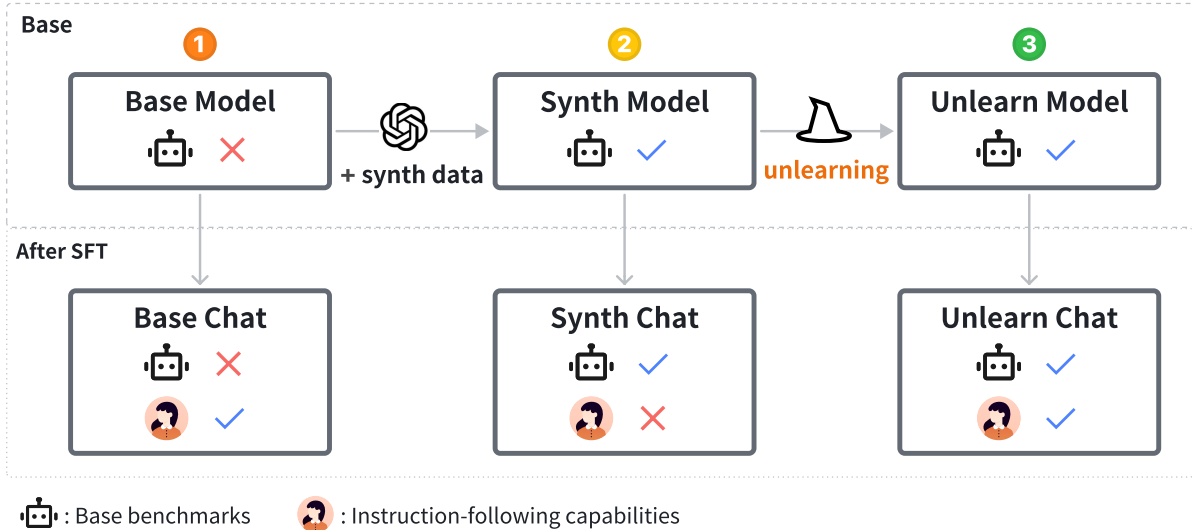 Base
1
2
3
Base Model
Synth Model
Unlearn Model
+ synth data
unlearning
After SFT
Base Chat
Synth Chat
Unlearn Chat
: Base benchmarks
: Instruction-following capabilities